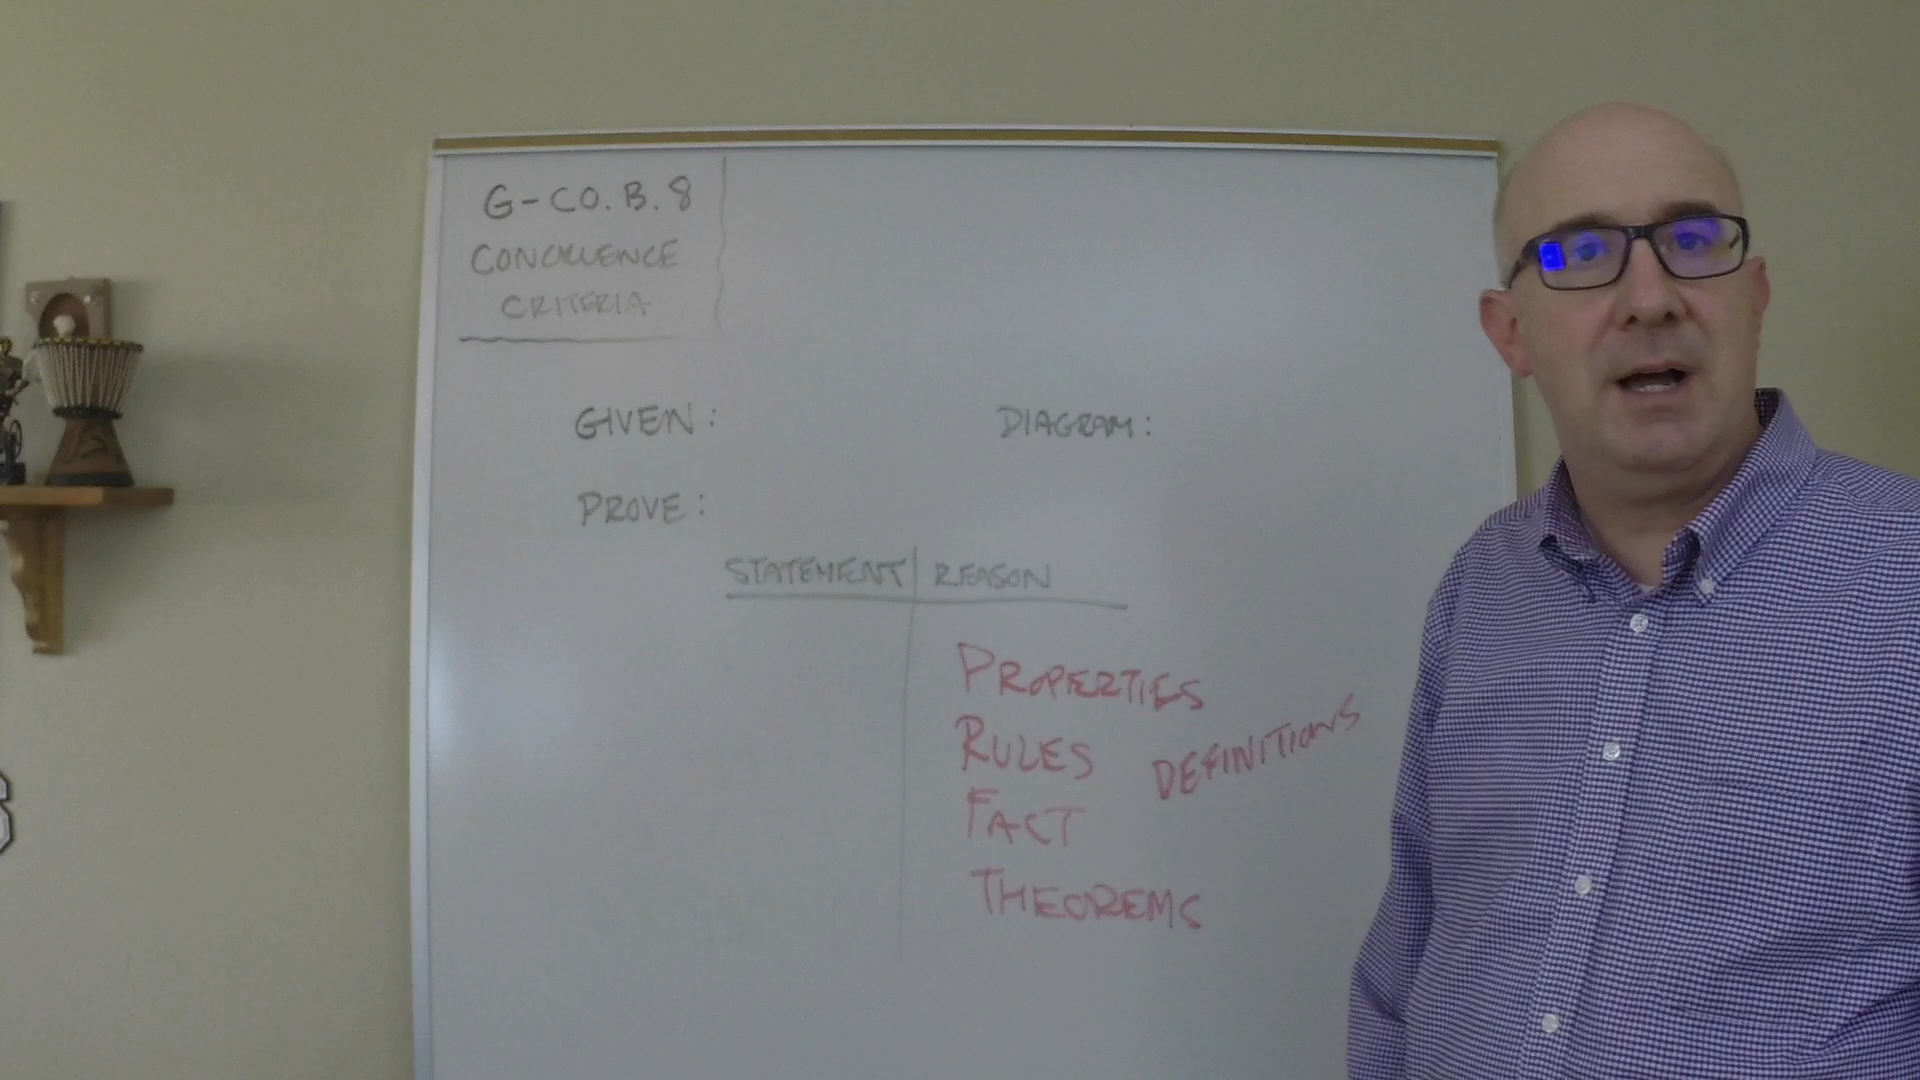 G-CO.B.8
CONGRUENCE
CRITERIA
GIVEN:
DIAGRAM:
PROVE:
STATEMENT REASON
PROPERTIES
RULES
DEFINITIONS
FACT
THEOREMS